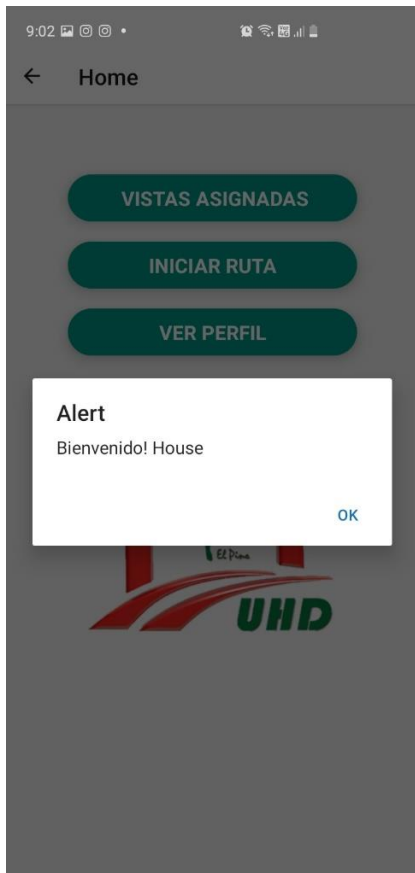 9:02
Home
VISTAS ASIGNADAS
INICIAR RUTA
VER PERFIL
Alert
Bienvenido! House
OK
El Pino
UHD